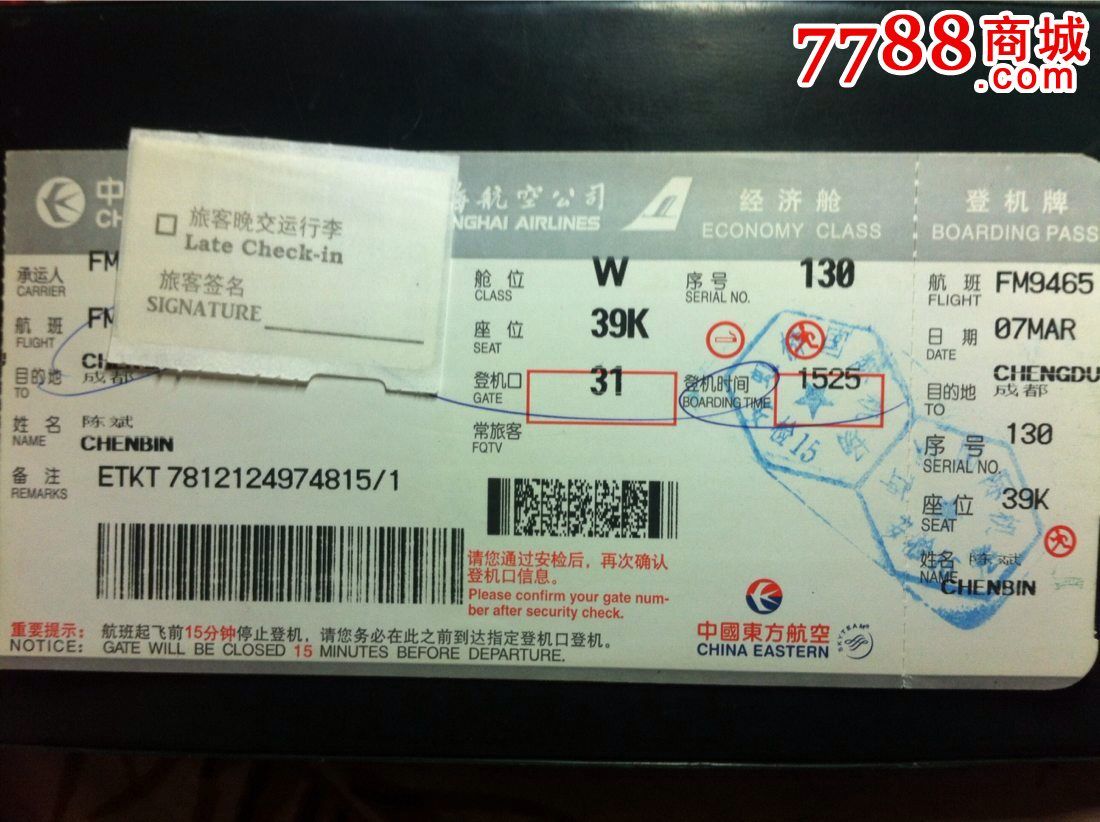 7788商城
.com
中
CH
海航空公司
NGHAI AIRLINES
经济舱
ECONOMY CLASS
登机牌
BOARDING PASS
旅客晚交运行李
Late Check-in
旅客签名
SIGNATURE
承运人 FM
CARRIER
航班 FM
FLIGHT
目的地 CH
TO 成都
姓名 陈斌
NAME CHENBIN
备注 ETKT 7812124974815/1
REMARKS
舱位 W
CLASS
序号 130
SERIAL NO.
座位 39K
SEAT
登机口 31
GATE
登机时间 1525
BOARDING TIME
常旅客
FQTV
请您通过安检后，再次确认
登机口信息。
Please confirm your gate num-
ber after security check.
重要提示： 航班起飞前15分钟停止登机，请您务必在此之前到达指定登机口登机。
NOTICE: GATE WILL BE CLOSED 15 MINUTES BEFORE DEPARTURE.
中國東方航空
CHINA EASTERN
SKYTEAM
航班 FM9465
FLIGHT
日期 07MAR
DATE
目的地 CHENGDU
TO 成都
序号 130
SERIAL NO.
座位 39K
SEAT
姓名 陈斌
NAME CHENBIN
检15